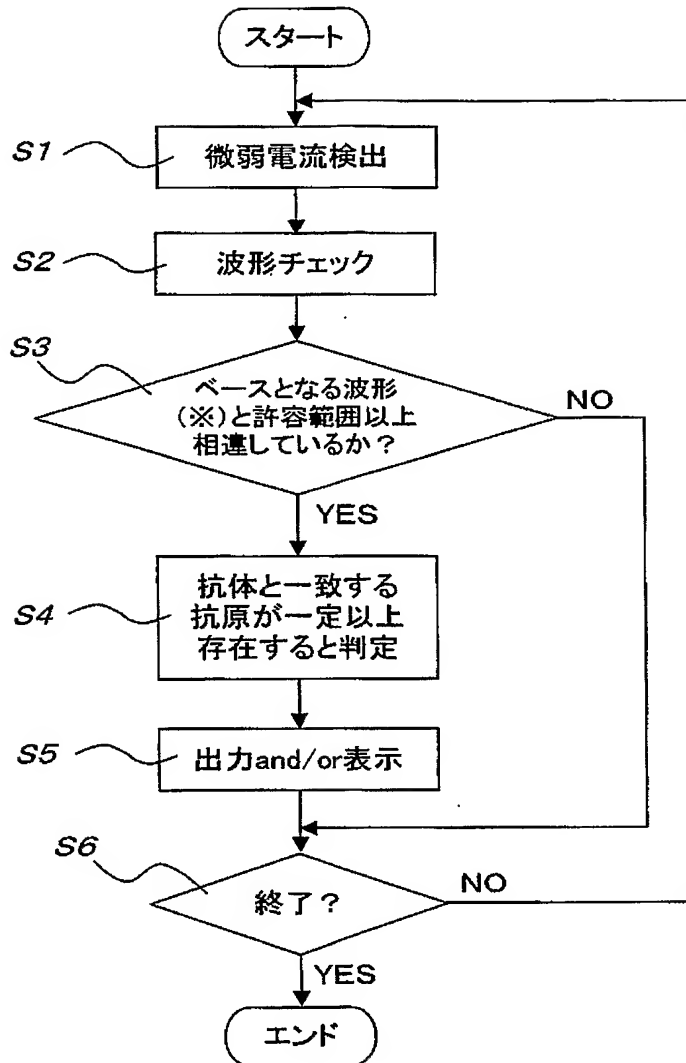 スタート
S1
微弱電流検出
S2
波形チェック
S3
ベースとなる波形
(※)と許容範囲以上
相違しているか?
NO
YES
S4
抗体と一致する
抗原が一定以上
存在すると判定
S5
出力and/or表示
S6
終了?
NO
YES
エンド